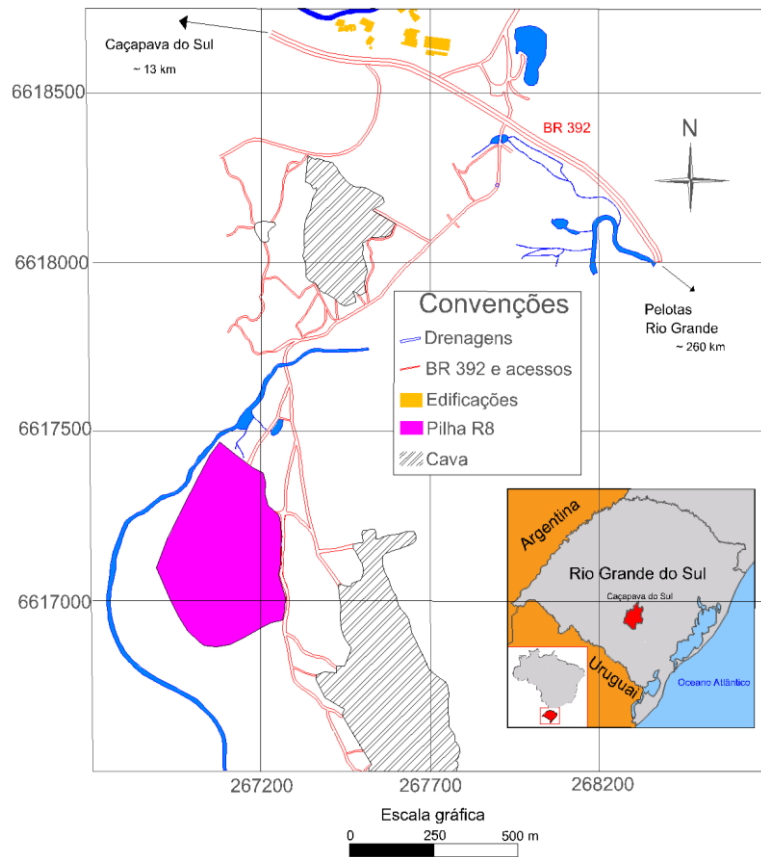 Caçapava do Sul
~ 13 km
6618500
BR 392
N
6618000
Pelotas
Rio Grande
~ 260 km
Convenções
Drenagens
BR 392 e acessos
Edificações
Pilha R8
Cava
6617500
6617000
Argentina
Rio Grande do Sul
Caçapava do Sul
Uruguai
Oceano Atlântico
267200
267700
268200
Escala gráfica
0
250
500 m